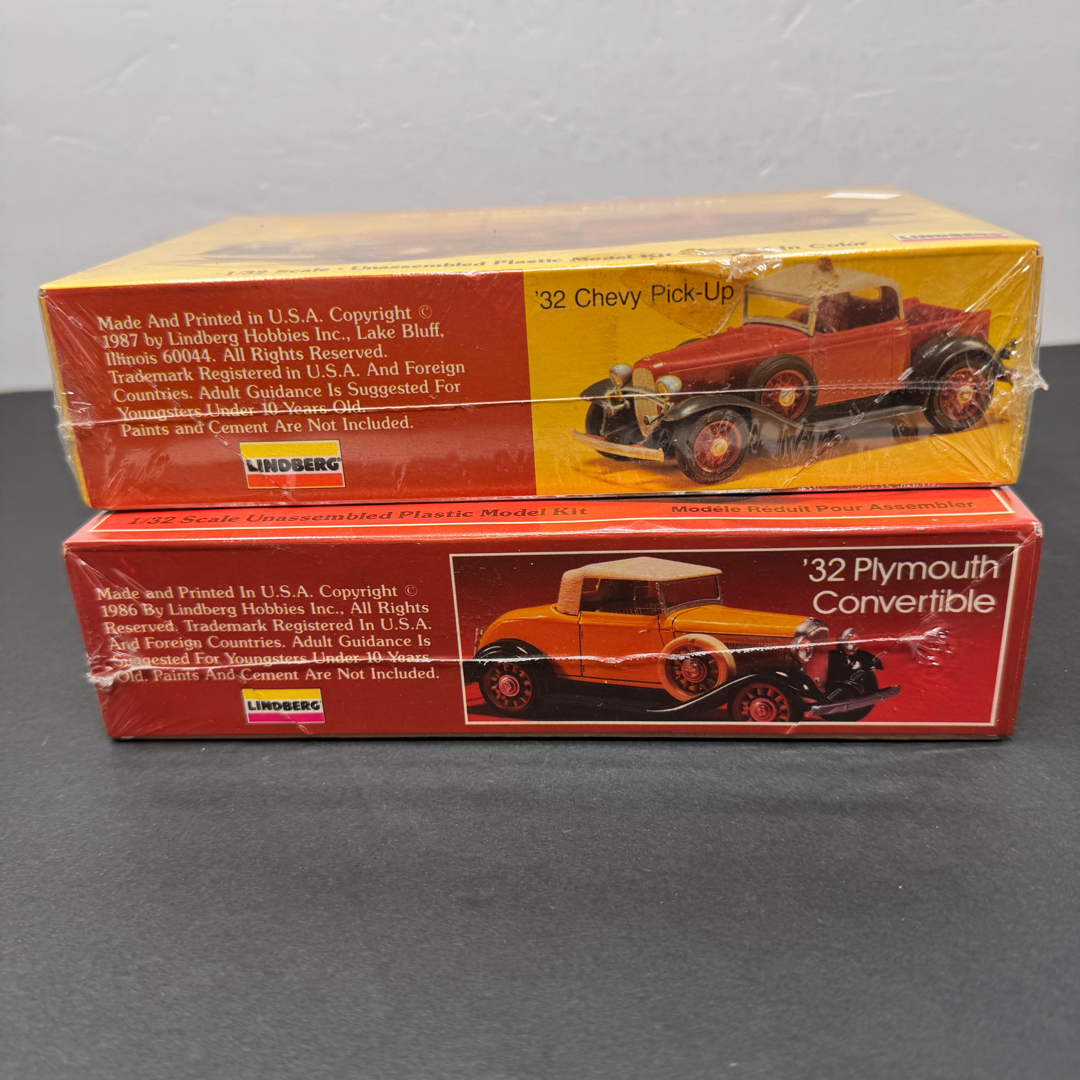 1/32 Scale • Unassembled Plastic Model Kit In Color
LINDBERG
Made And Printed in U.S.A. Copyright ©
1987 by Lindberg Hobbies Inc., Lake Bluff,
Illinois 60044. All Rights Reserved.
Trademark Registered in U.S.A. And Foreign
Countries. Adult Guidance Is Suggested For
Youngsters Under 10 Years Old.
Paints and Cement Are Not Included.
LINDBERG
'32 Chevy Pick-Up
1/32 Scale Unassembled Plastic Model Kit
Modèle Réduit Pour Assembler
Made and Printed In U.S.A. Copyright ©
1986 By Lindberg Hobbies Inc., All Rights
Reserved. Trademark Registered In U.S.A.
And Foreign Countries. Adult Guidance Is
Suggested For Youngsters Under 10 Years
Old. Paints And Cement Are Not Included.
LINDBERG
'32 Plymouth
Convertible